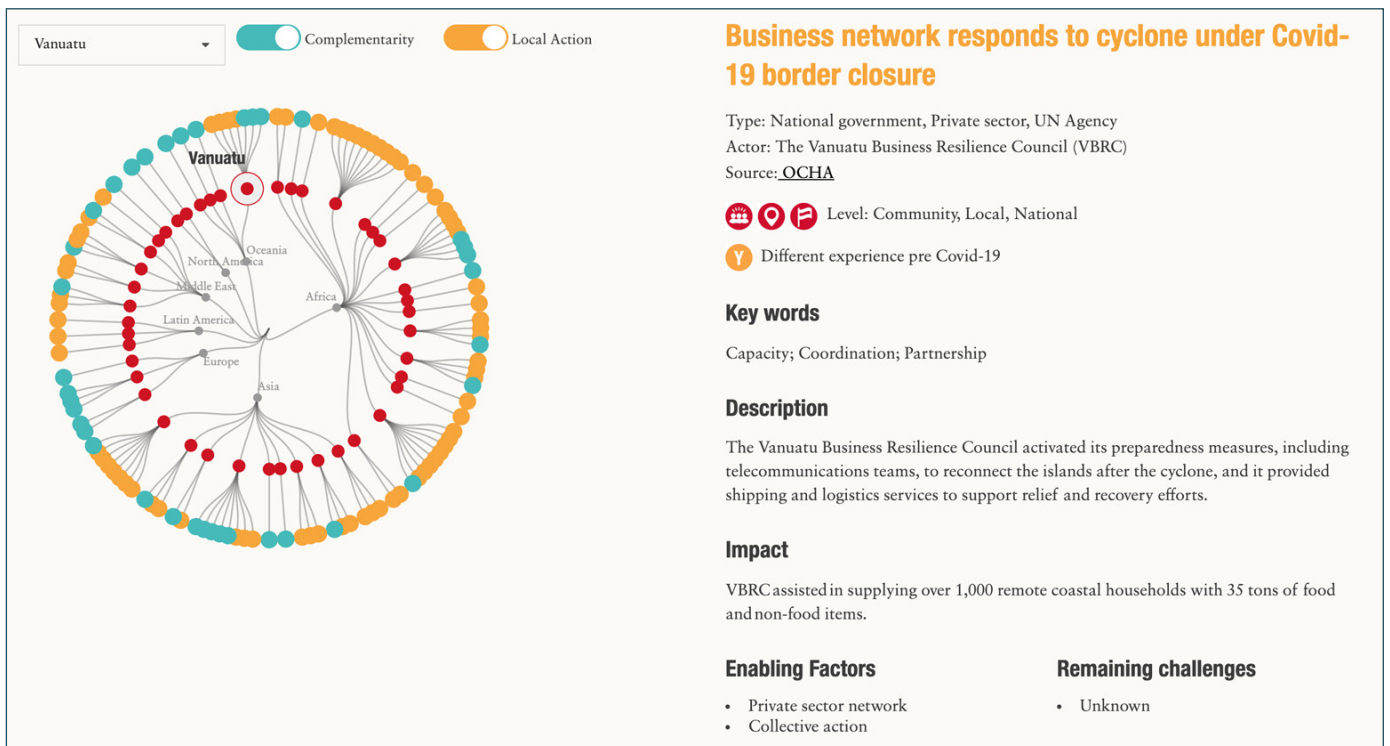 Vanuatu
Complementarity
Local Action
Vanuatu
Oceania
North America
Middle East
Africa
Latin America
Europe
Asia
Business network responds to cyclone under Covid-
19 border closure
Type: National government, Private sector, UN Agency
Actor: The Vanuatu Business Resilience Council (VBRC)
Source: OCHA
Level: Community, Local, National
Y Different experience pre Covid-19
Key words
Capacity; Coordination; Partnership
Description
The Vanuatu Business Resilience Council activated its preparedness measures, including
telecommunications teams, to reconnect the islands after the cyclone, and it provided
shipping and logistics services to support relief and recovery efforts.
Impact
VBRC assisted in supplying over 1,000 remote coastal households with 35 tons of food
and non-food items.
Enabling Factors
• Private sector network
• Collective action
Remaining challenges
• Unknown